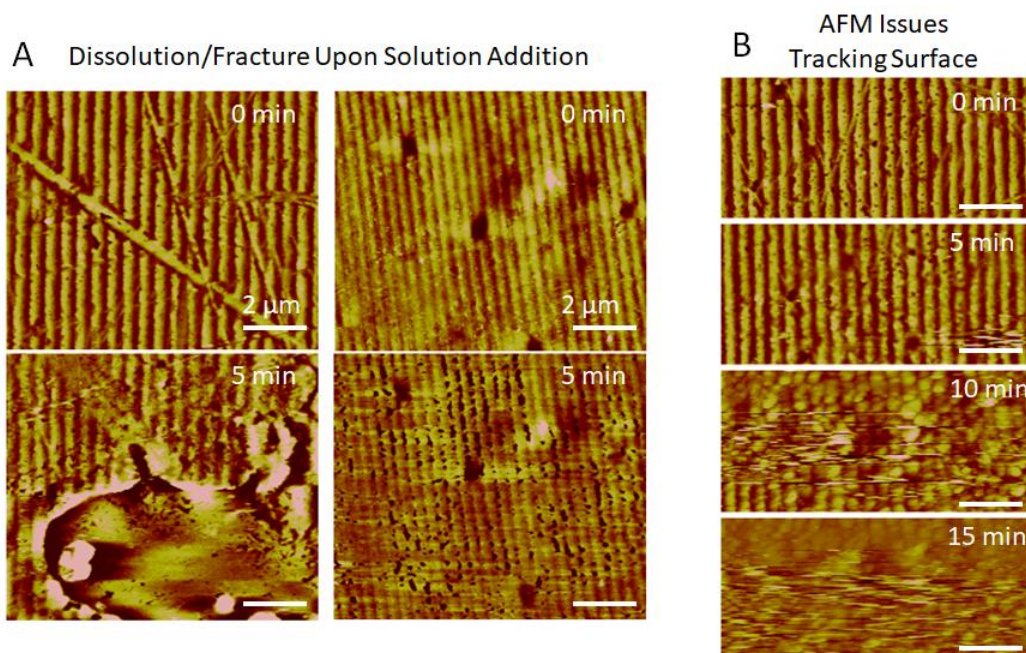 A
Dissolution/Fracture Upon Solution Addition
0 min
2 µm
0 min
2 µm
5 min
5 min
B
AFM Issues
Tracking Surface
0 min
5 min
10 min
15 min